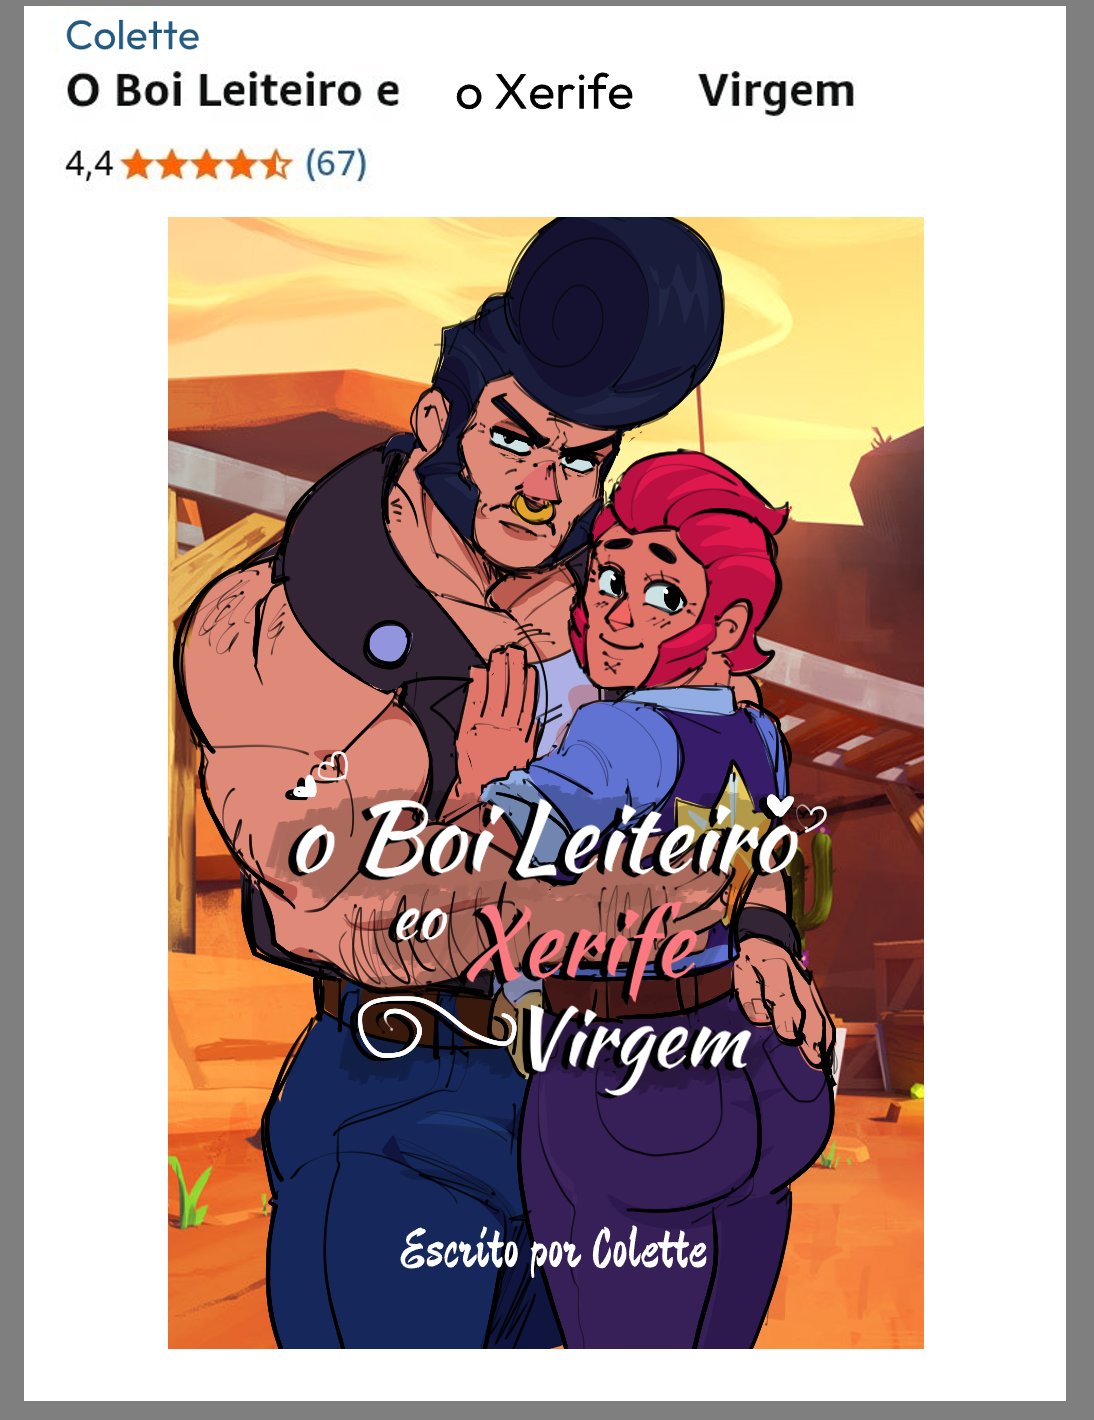 Colette
O Boi Leiteiro e o Xerife Virgem
4,4 (67)
o Boi Leiteiro
eo Xerife
Virgem
Escrito por Colette